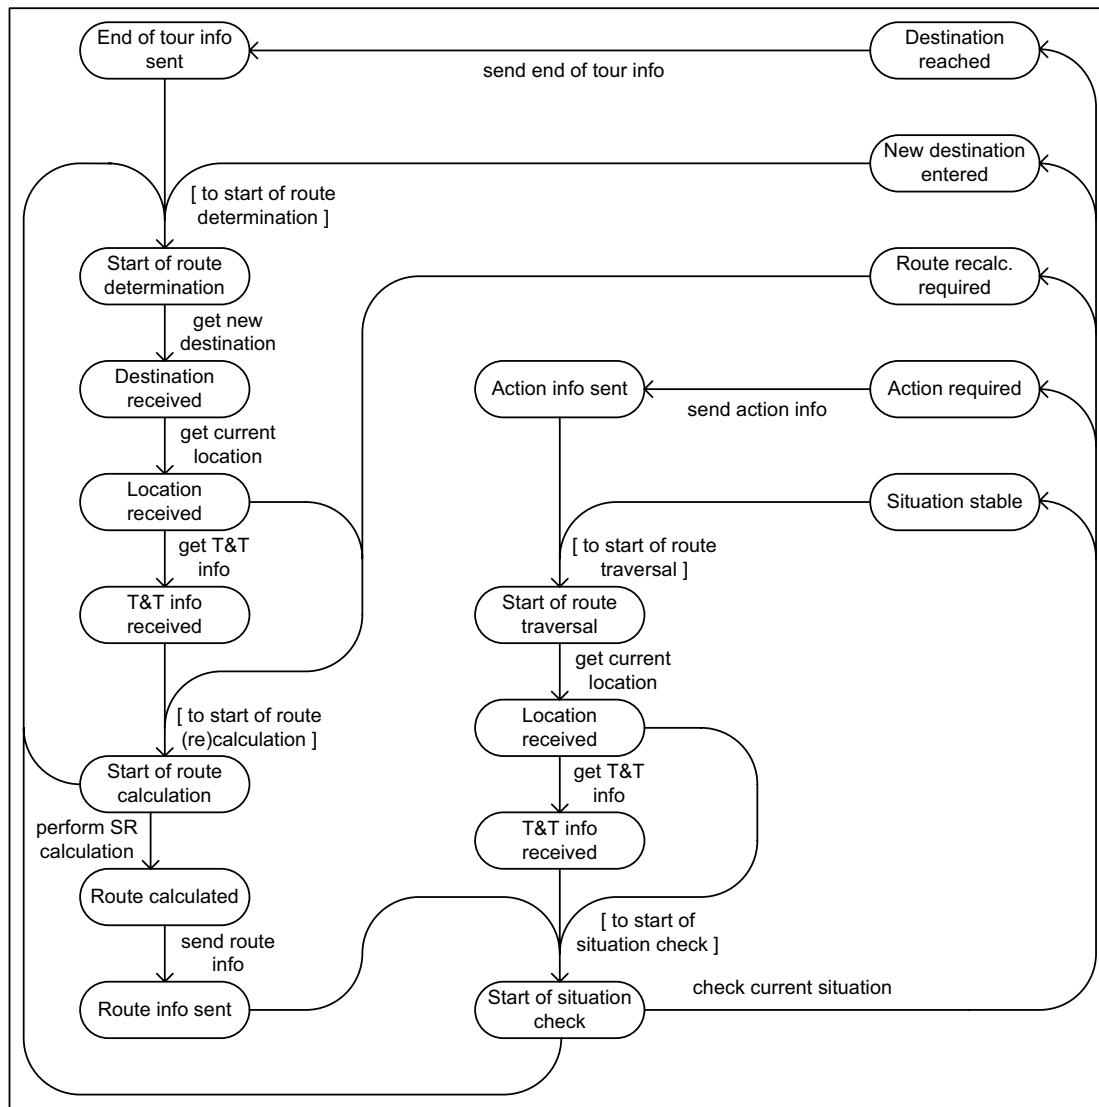 End of tour info
sent
Destination
reached
send end of tour info
New destination
entered
[ to start of route
determination ]
Start of route
determination
Route recalc.
required
get new
destination
Destination
received
Action info sent
Action required
send action info
get current
location
Location
received
Situation stable
get T&T
info
[ to start of route
traversal ]
T&T info
received
Start of route
traversal
get current
location
[ to start of route
(re)calculation ]
Location
received
Start of route
calculation
get T&T
info
perform SR
calculation
T&T info
received
Route calculated
[ to start of
situation check ]
send route
info
Route info sent
Start of situation
check
check current situation